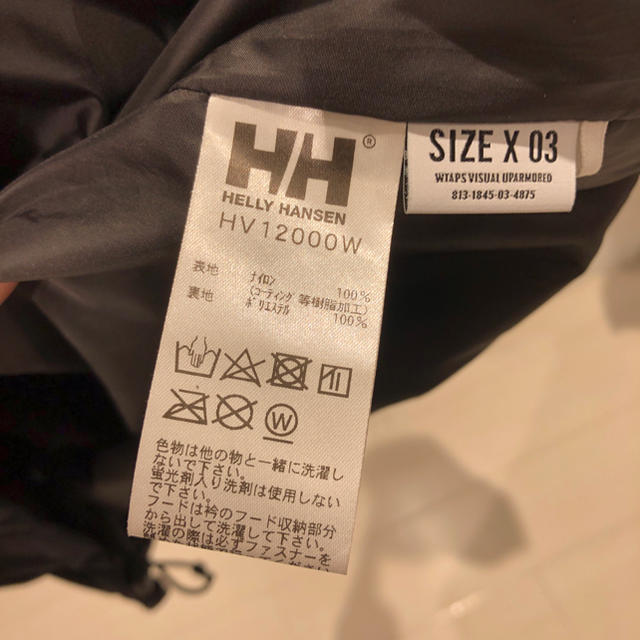 HH®
HELLY HANSEN
HV12000W
表地 ナイロン 100%
(コーティング 等樹脂加工)
裏地 ポリエステル 100%
W
色物は他の物と一緒に洗濯し
ないで下さい。
蛍光剤入り洗剤は使用しない
で下さい。
フードは衿のフード収納部分
から出して洗濯して下さい。
洗濯の際は必ずファスナーを
SIZE X 03
WTAPS VISUAL UPARMORED
813-1845-03-4875